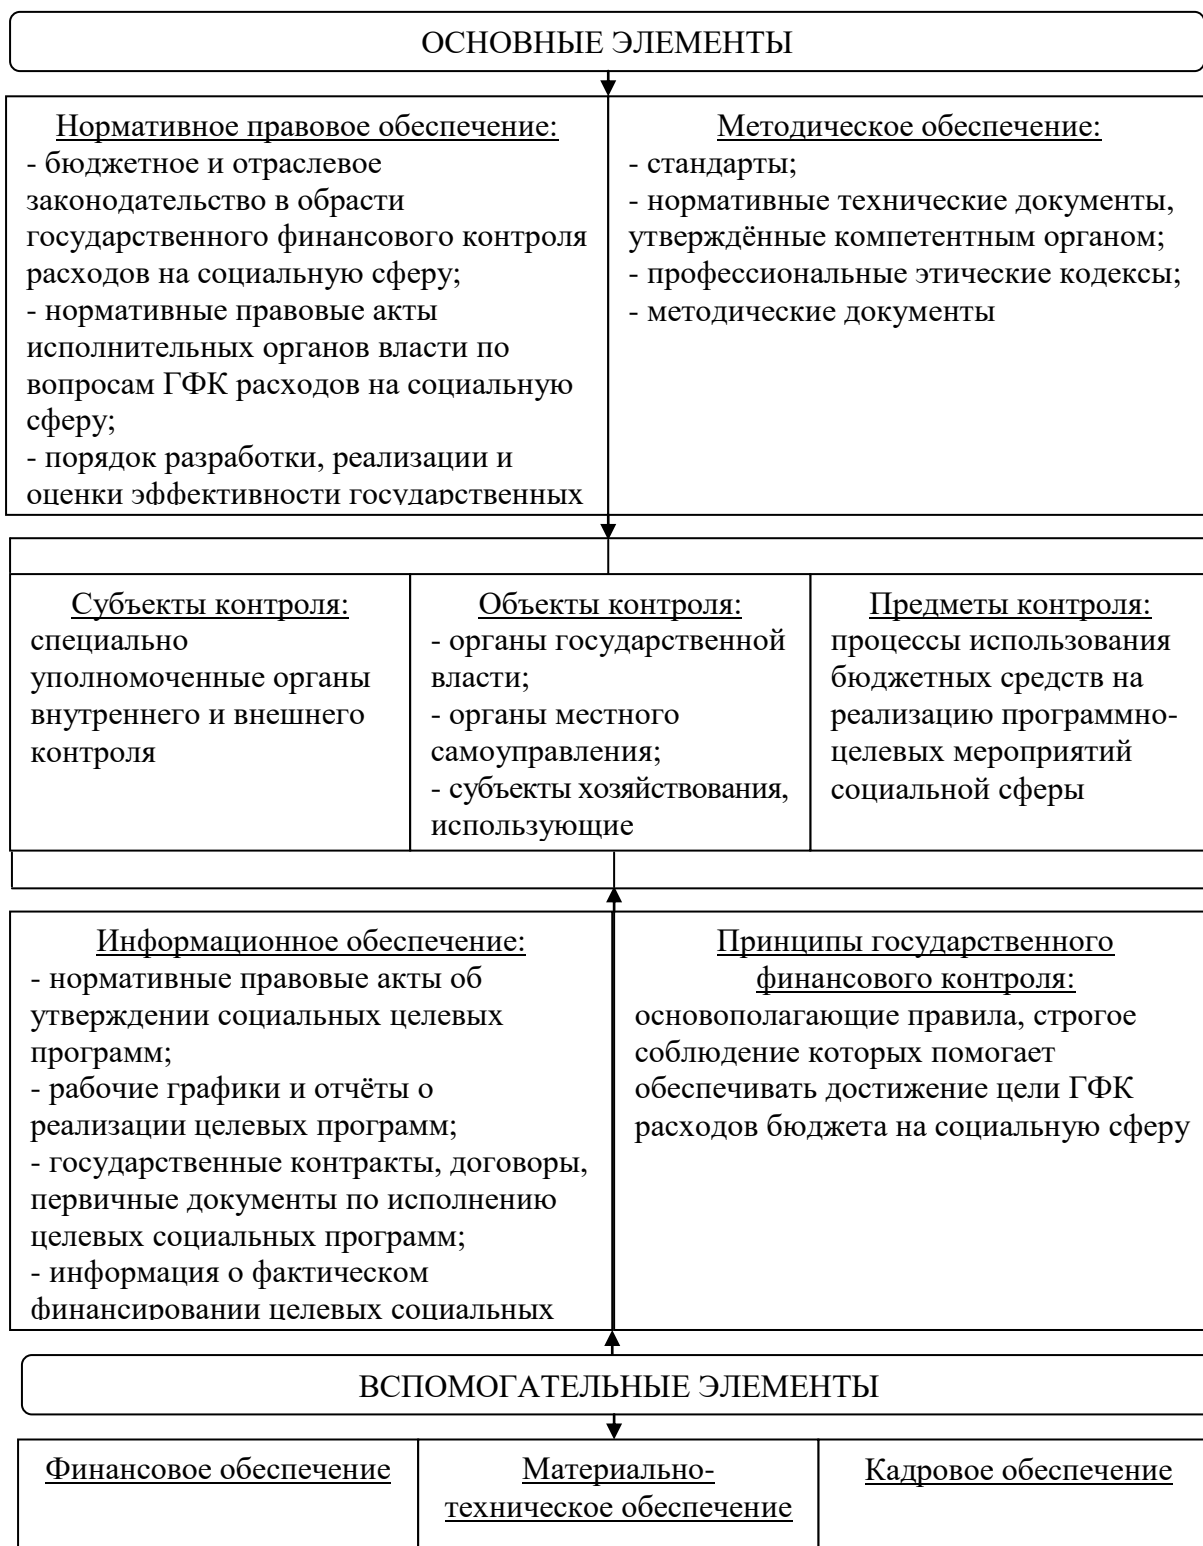 ОСНОВНЫЕ ЭЛЕМЕНТЫ
Нормативное правовое обеспечение:
- бюджетное и отраслевое
законодательство в обрасти
государственного финансового контроля
расходов на социальную сферу;
- нормативные правовые акты
исполнительных органов власти по
вопросам ГФК расходов на социальную
сферу;
- порядок разработки, реализации и
оценки эффективности государственных
Методическое обеспечение:
- стандарты;
- нормативные технические документы,
утверждённые компетентным органом;
- профессиональные этические кодексы;
- методические документы
Субъекты контроля:
специально
уполномоченные органы
внутреннего и внешнего
контроля
Объекты контроля:
- органы государственной
власти;
- органы местного
самоуправления;
- субъекты хозяйствования,
использующие
Предметы контроля:
процессы использования
бюджетных средств на
реализацию программно-
целевых мероприятий
социальной сферы
Информационное обеспечение:
- нормативные правовые акты об
утверждении социальных целевых
программ;
- рабочие графики и отчёты о
реализации целевых программ;
- государственные контракты, договоры,
первичные документы по исполнению
целевых социальных программ;
- информация о фактическом
финансировании целевых социальных
Принципы государственного
финансового контроля:
основополагающие правила, строгое
соблюдение которых помогает
обеспечивать достижение цели ГФК
расходов бюджета на социальную сферу
ВСПОМОГАТЕЛЬНЫЕ ЭЛЕМЕНТЫ
Финансовое обеспечение
Материально-
техническое обеспечение
Кадровое обеспечение